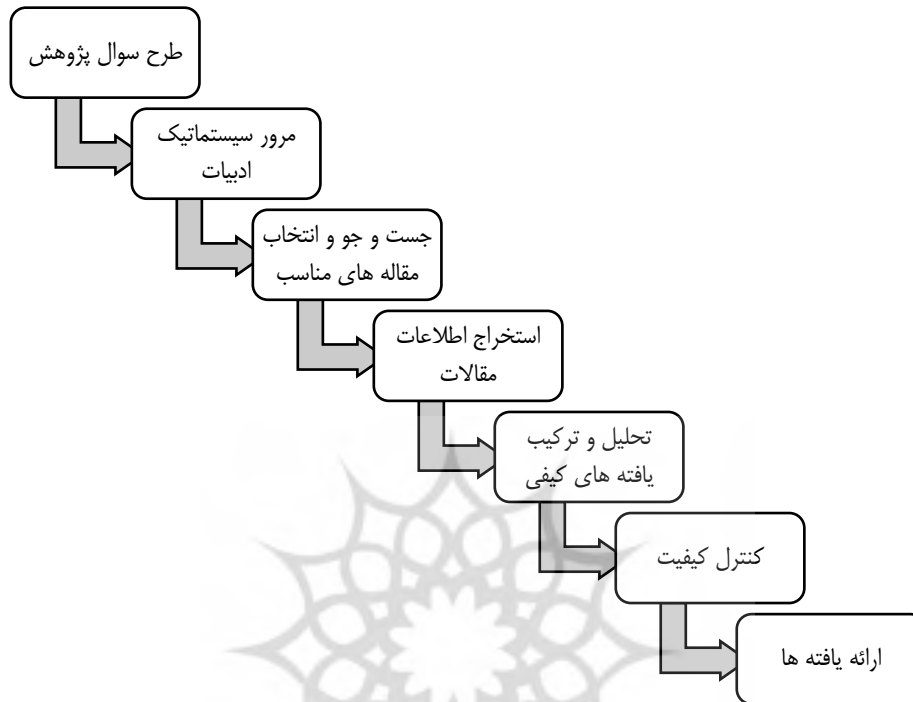 طرح سوال پژوهش
مرور سیستماتیک
ادبیات
جست و جو و انتخاب
مقاله های مناسب
استخراج اطلاعات
مقالات
تحلیل و ترکیب
یافته های کیفی
کنترل کیفیت
ارائه یافته ها